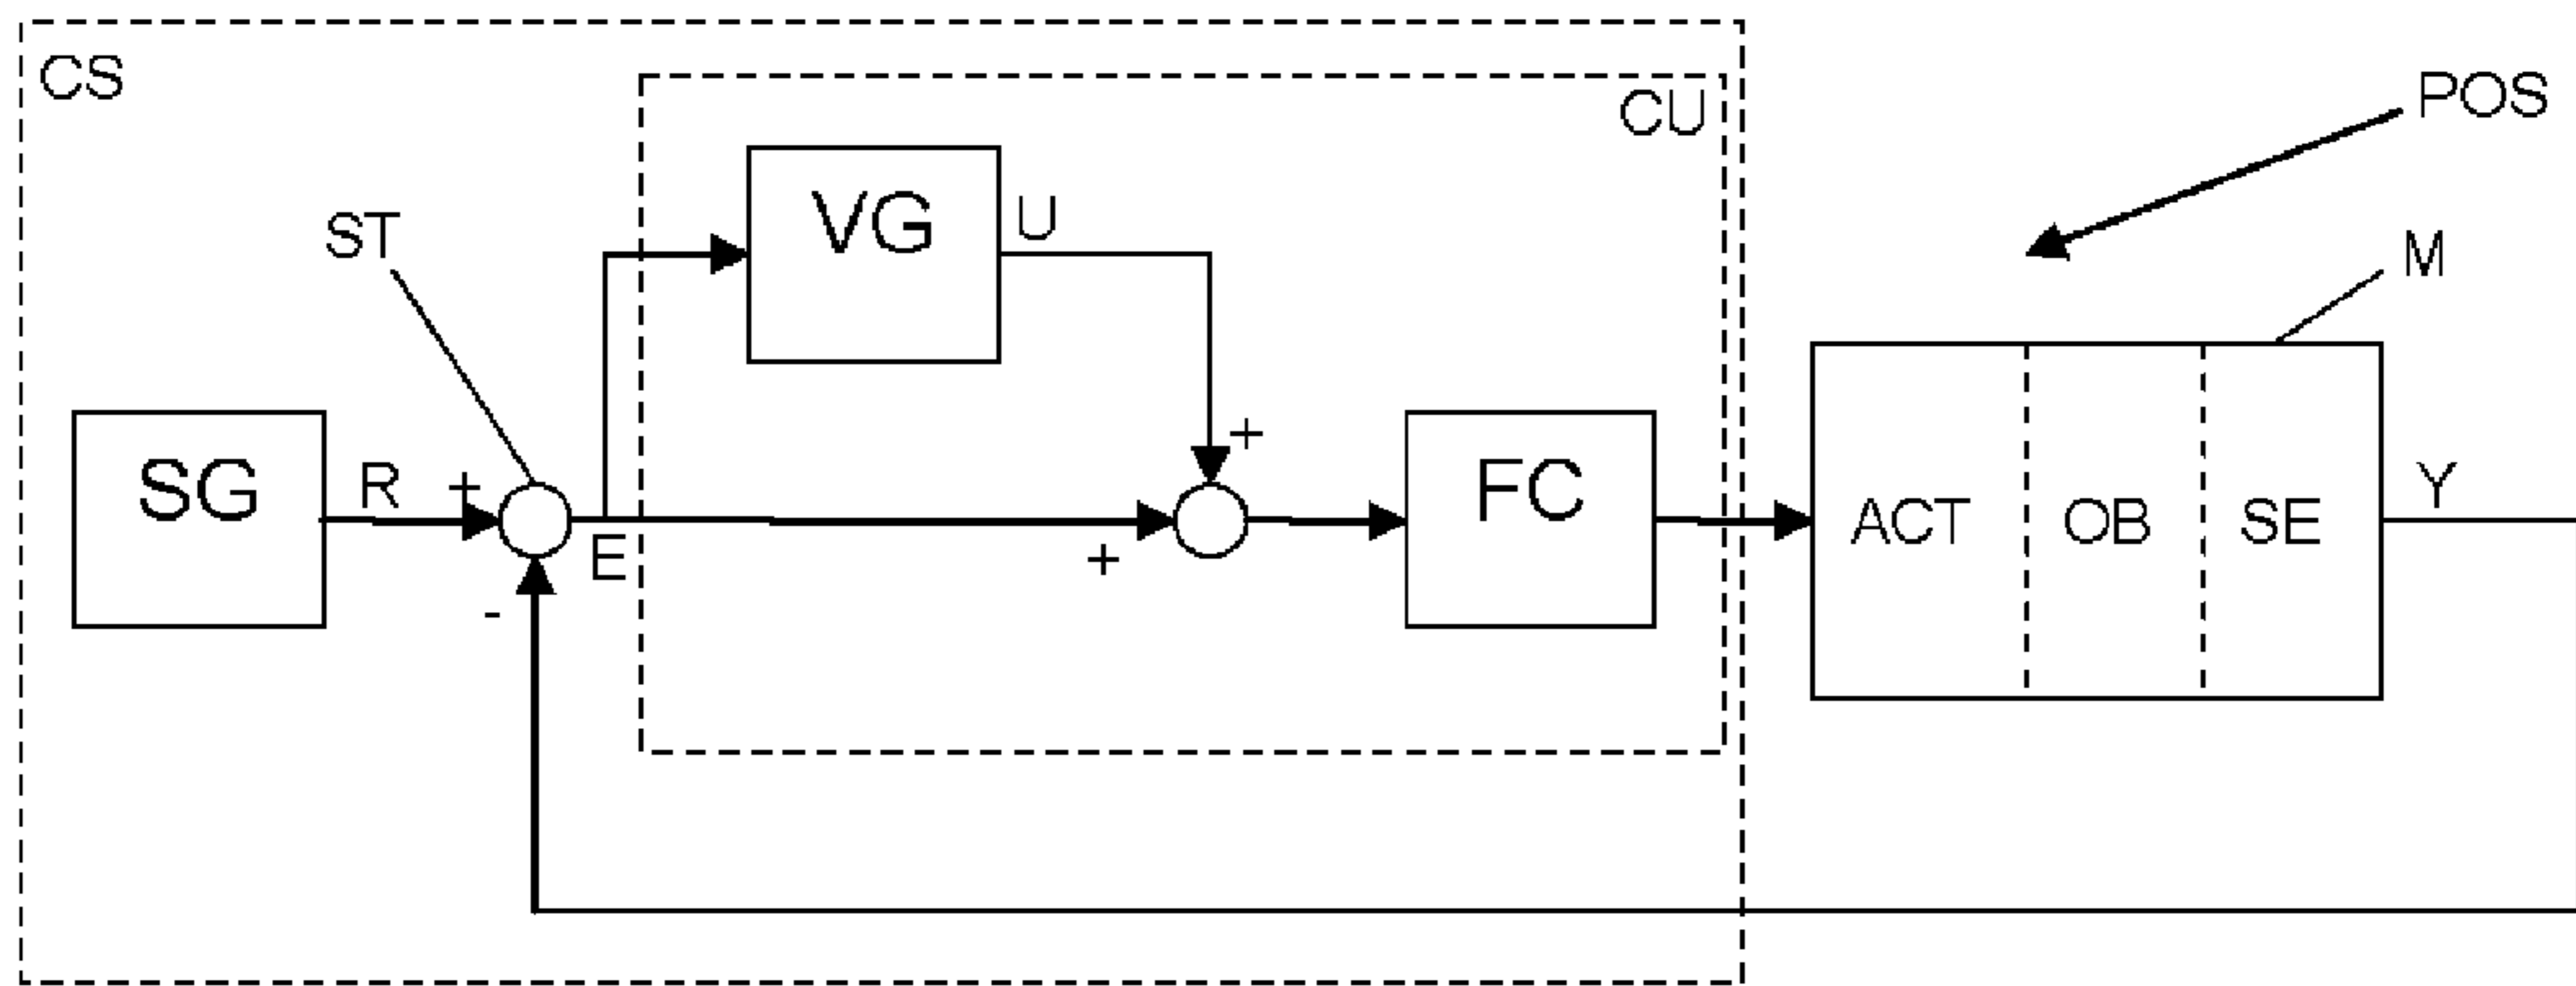 CS
CU
POS
VG
U
ST
M
SG
R
+
+
FC
ACT
OB
SE
Y
E
+
-